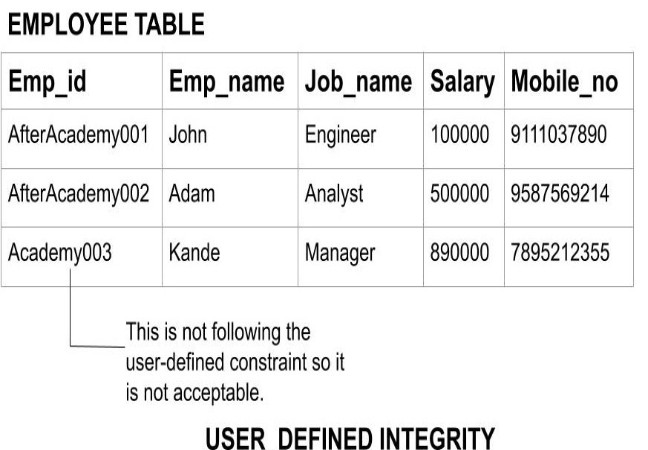 EMPLOYEE TABLE
Emp_id Emp_name Job_name Salary Mobile_no
AfterAcademy001 John Engineer 100000 9111037890
AfterAcademy002 Adam Analyst 500000 9587569214
Academy003 Kande Manager 890000 7895212355
This is not following the
user-defined constraint so it
is not acceptable.
USER DEFINED INTEGRITY